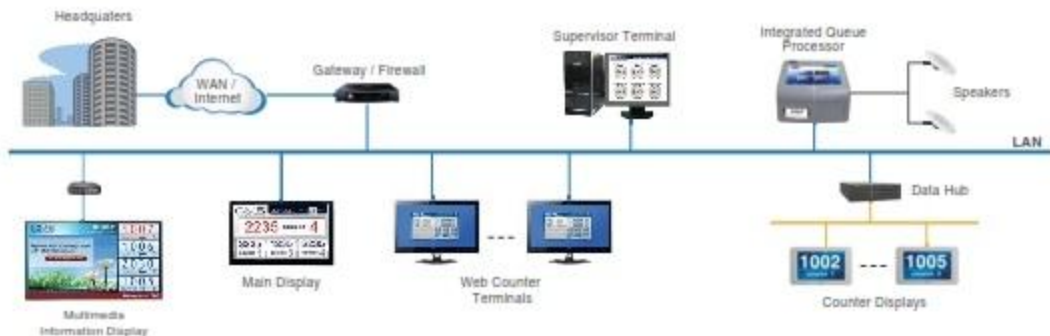 Headquaters
WAN /
Internet
Gateway / Firewall
Supervisor Terminal
Integrated Queue
Processor
Speakers
LAN
Data Hub
2235
4
1002
1005
Main Display
Web Counter
Terminals
Counter Displays
Multimedia
Information Display